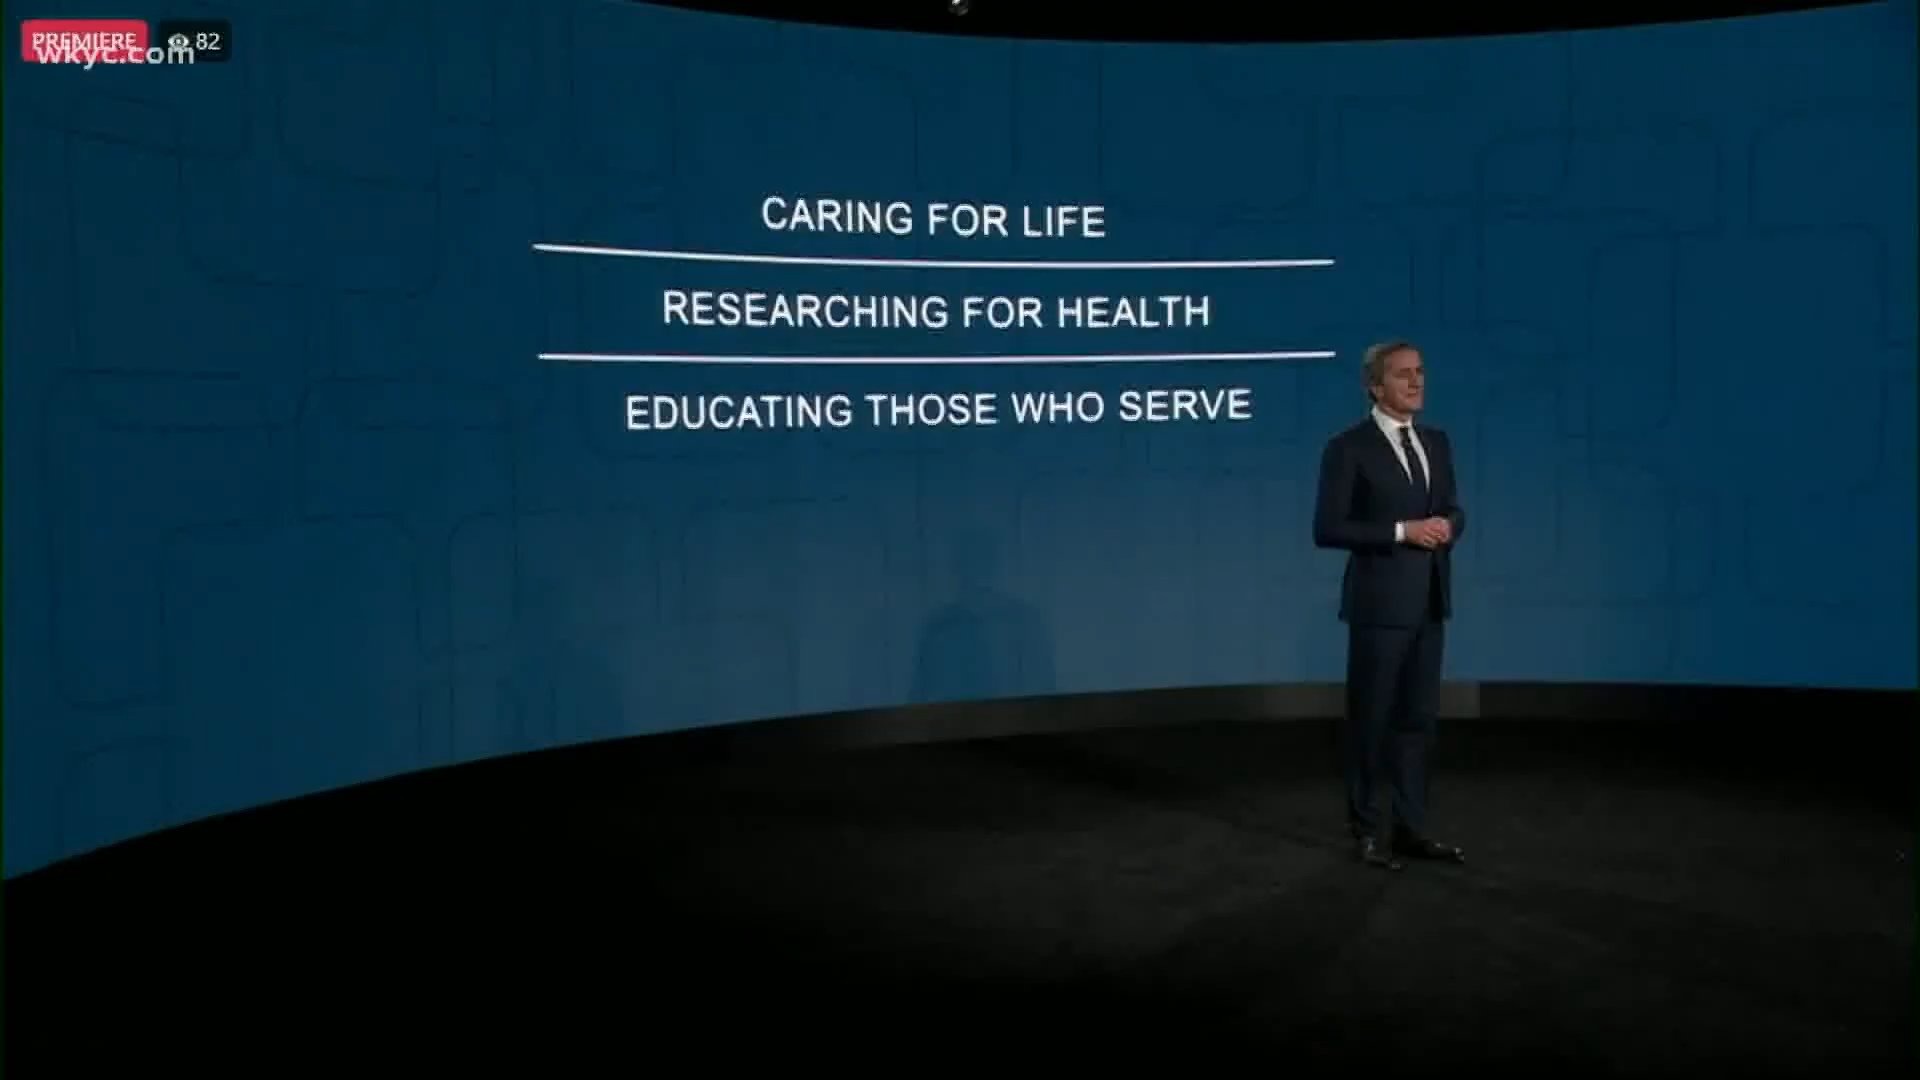 PREMIERE 82
wkyc.com
CARING FOR LIFE
RESEARCHING FOR HEALTH
EDUCATING THOSE WHO SERVE